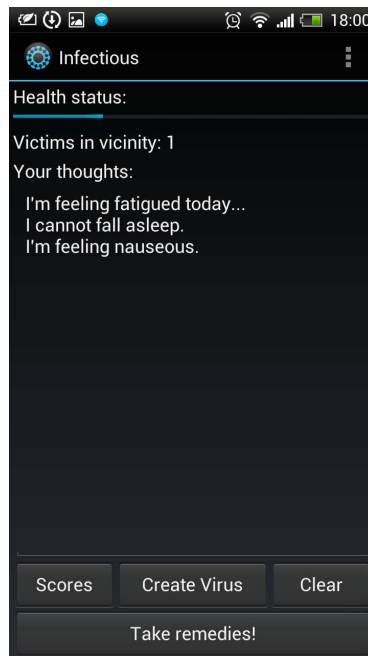 18:00
Infectious
Health status:
Victims in vicinity: 1
Your thoughts:
I'm feeling fatigued today...
I cannot fall asleep.
I'm feeling nauseous.
Scores Create Virus Clear
Take remedies!